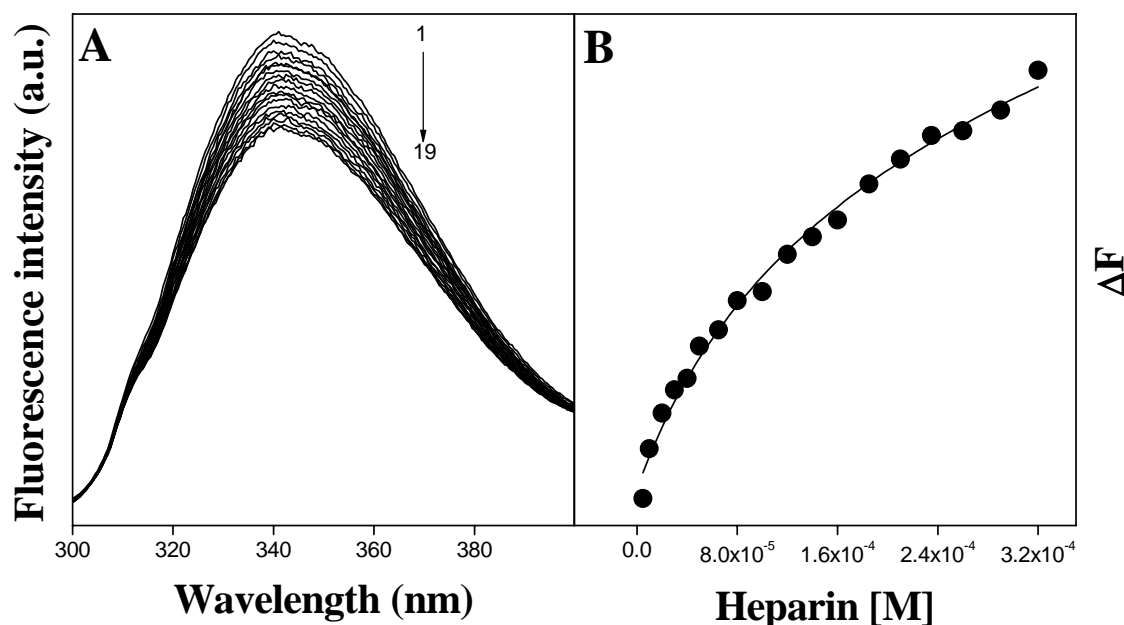 A
1
19
Fluorescence intensity (a.u.)
300
320
340
360
380
Wavelength (nm)
B
ΔF
0.0
8.0x10⁻⁵
1.6x10⁻⁴
2.4x10⁻⁴
3.2x10⁻⁴
Heparin [M]